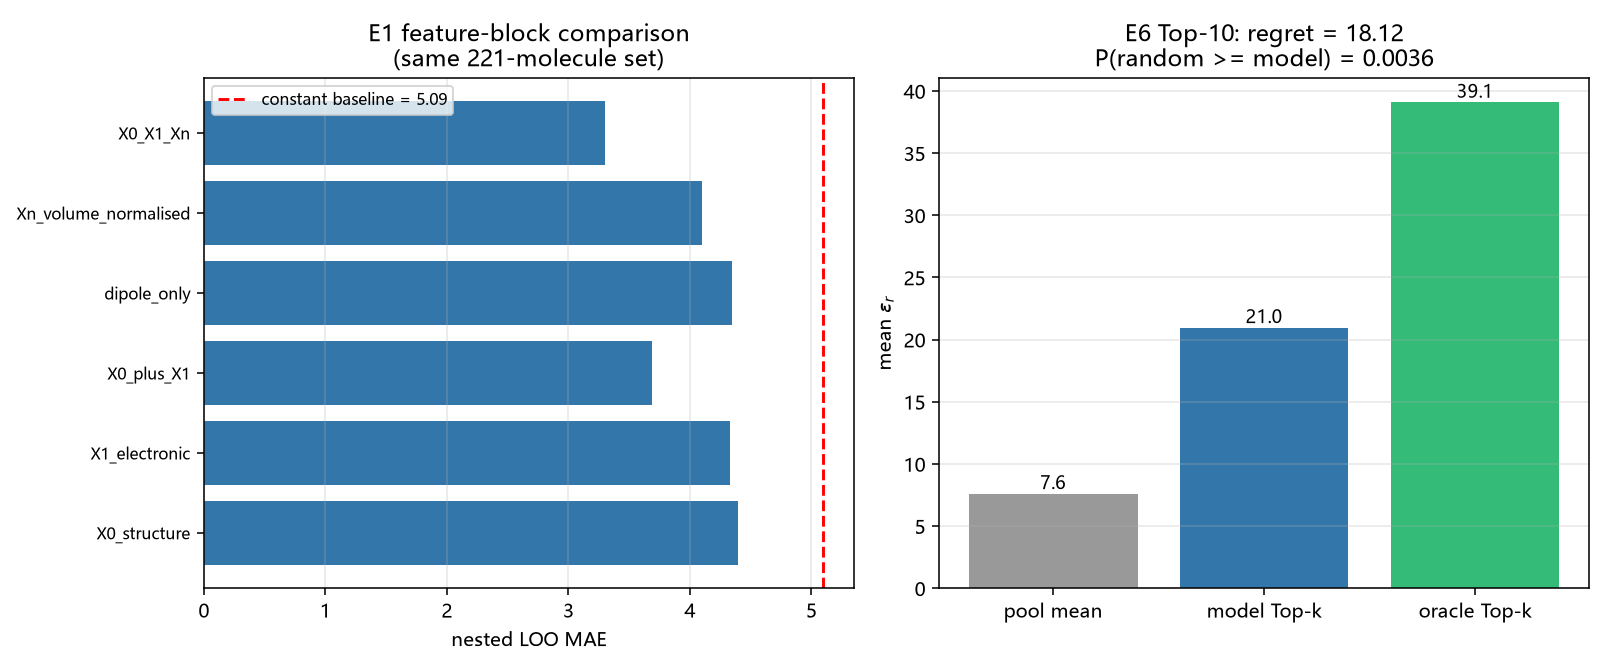 E1 feature-block comparison
(same 221-molecule set)
constant baseline = 5.09
X0_X1_Xn
Xn_volume_normalised
dipole_only
X0_plus_X1
X1_electronic
X0_structure
0 1 2 3 4 5
nested LOO MAE
E6 Top-10: regret = 18.12
P(random >= model) = 0.0036
mean εr
40
35
30
25
20
15
10
5
0
7.6
21.0
39.1
pool mean model Top-k oracle Top-k